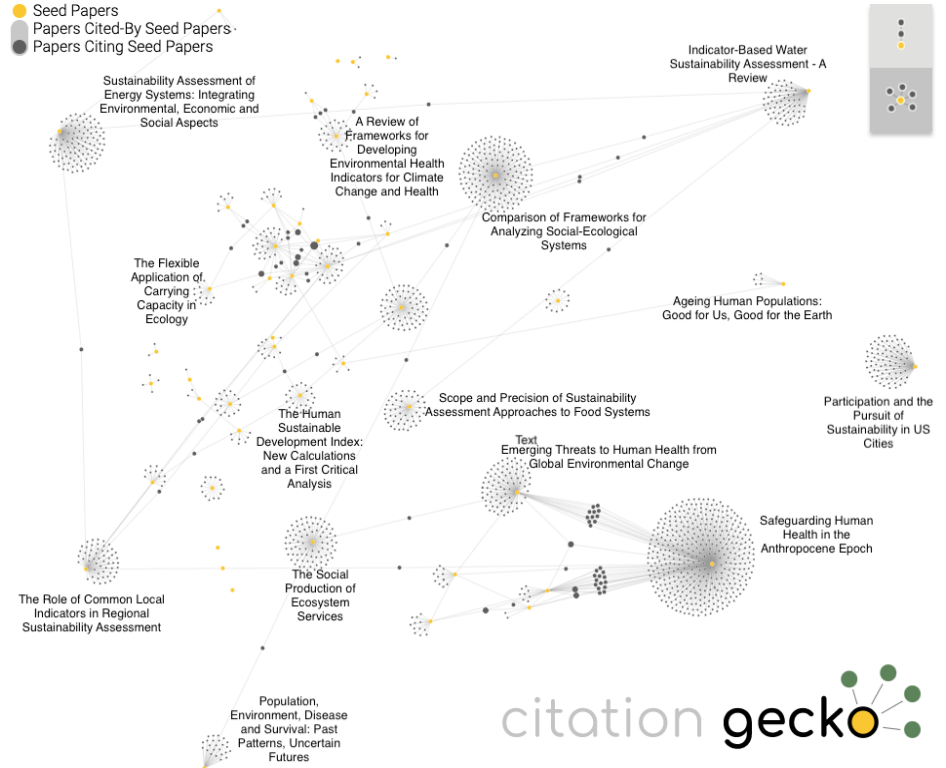 Seed Papers
Papers Cited-By Seed Papers
Papers Citing Seed Papers
Indicator-Based Water
Sustainability Assessment - A
Review
Sustainability Assessment of
Energy Systems: Integrating
Environmental, Economic and
Social Aspects
A Review of
Frameworks for
Developing
Environmental Health
Indicators for Climate
Change and Health
Comparison of Frameworks for
Analyzing Social-Ecological
Systems
The Flexible
Application of
Carrying
Capacity in
Ecology
Ageing Human Populations:
Good for Us, Good for the Earth
Participation and the
Pursuit of
Sustainability in US
Cities
Scope and Precision of Sustainability
Assessment Approaches to Food Systems
The Human
Sustainable
Development Index:
New Calculations
and a First Critical
Analysis
Text
Emerging Threats to Human Health from
Global Environmental Change
Safeguarding Human
Health in the
Anthropocene Epoch
The Social
Production of
Ecosystem
Services
The Role of Common Local
Indicators in Regional
Sustainability Assessment
Population,
Environment, Disease
and Survival: Past
Patterns, Uncertain
Futures
citation gecko